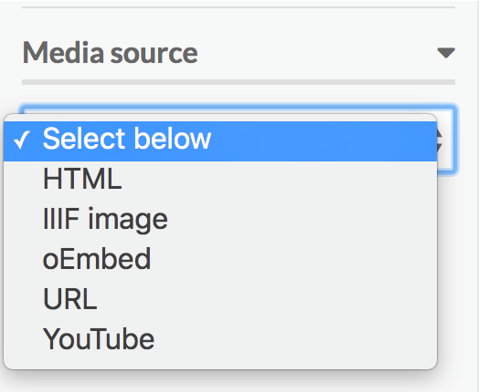 Media source
✓ Select below
HTML
IIIF image
oEmbed
URL
YouTube